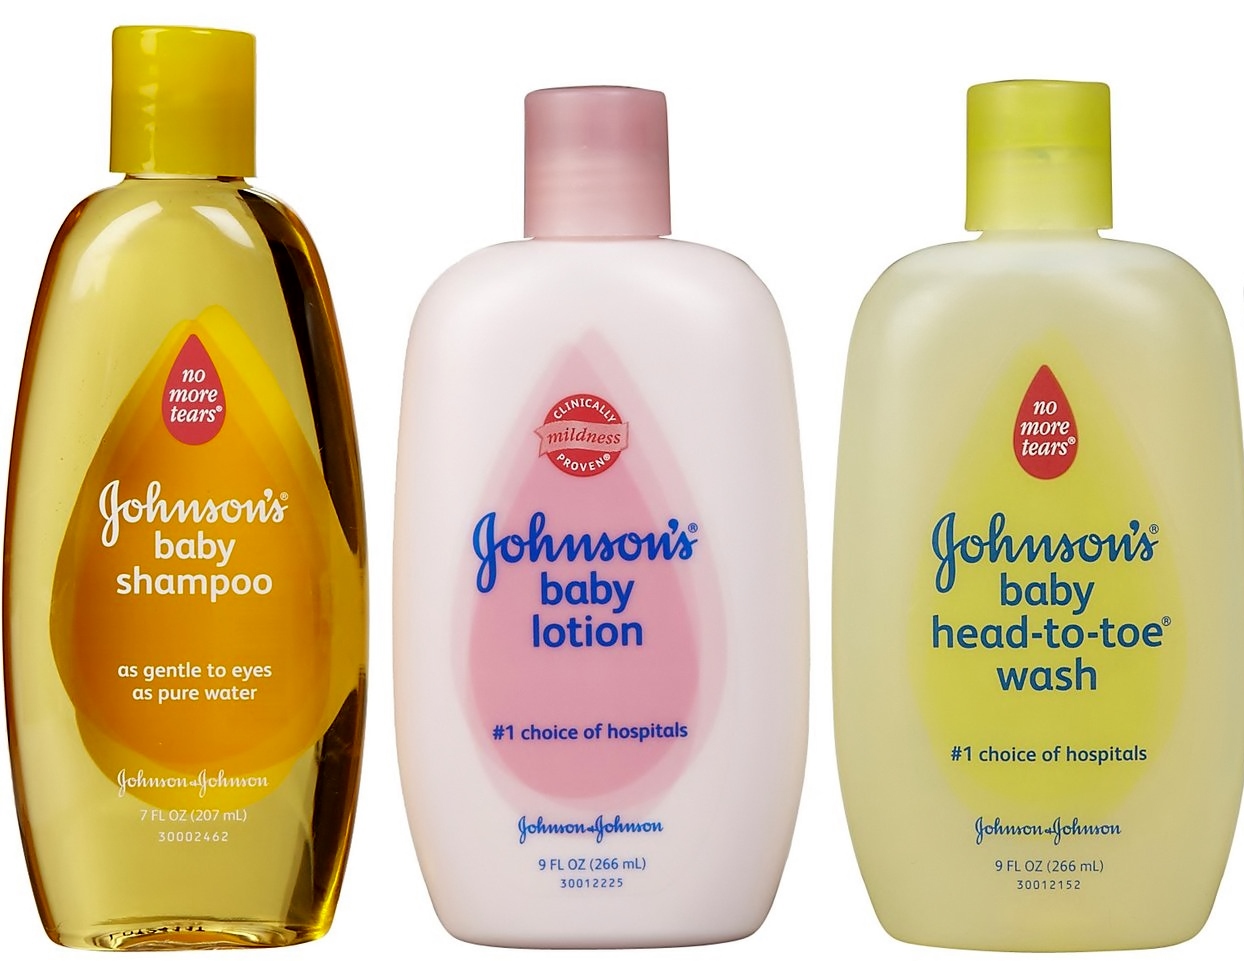 no
more
tears®
Johnson's®
baby
shampoo
as gentle to eyes
as pure water
Johnson & Johnson
7 FL OZ (207 mL)
30002462
CLINICALLY
mildness
PROVEN®
Johnson's®
baby
lotion
#1 choice of hospitals
Johnson & Johnson
9 FL OZ (266 mL)
30012225
no
more
tears®
Johnson's®
baby
head-to-toe®
wash
#1 choice of hospitals
Johnson & Johnson
9 FL OZ (266 mL)
30012152